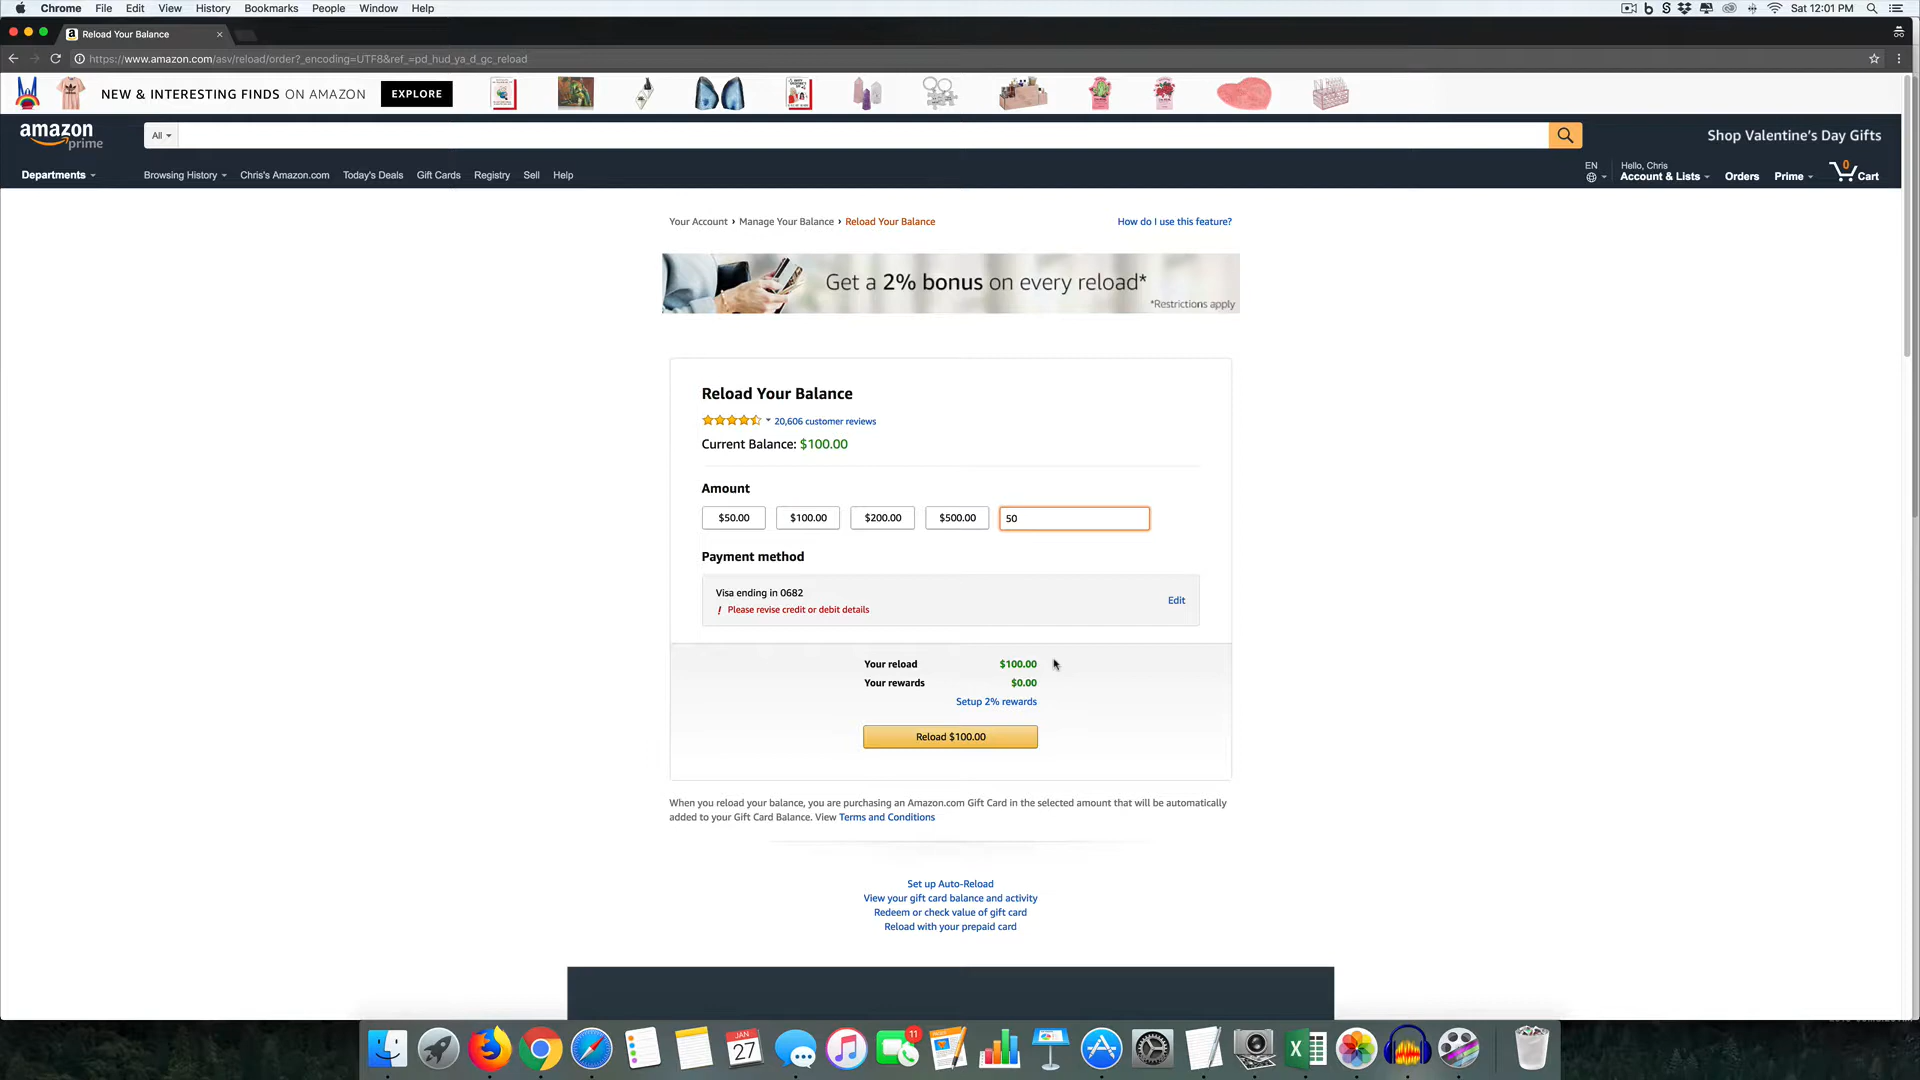 Chrome File Edit View History Bookmarks People Window Help Sat 12:01 PM
a Reload Your Balance ×
https://www.amazon.com/asv/reload/order?_encoding=UTF8&ref_=pd_hud_ya_d_gc_reload
NEW & INTERESTING FINDS ON AMAZON EXPLORE
amazon prime All Shop Valentine's Day Gifts
Departments Browsing History Chris's Amazon.com Today's Deals Gift Cards Registry Sell Help EN Hello, Chris Account & Lists Orders Prime 0 Cart
Your Account › Manage Your Balance › Reload Your Balance How do I use this feature?
Get a 2% bonus on every reload*
*Restrictions apply
Reload Your Balance
20,606 customer reviews
Current Balance: $100.00
Amount
$50.00 $100.00 $200.00 $500.00 50
Payment method
Visa ending in 0682
! Please revise credit or debit details Edit
Your reload $100.00
Your rewards $0.00
Setup 2% rewards
Reload $100.00
When you reload your balance, you are purchasing an Amazon.com Gift Card in the selected amount that will be automatically
added to your Gift Card Balance. View Terms and Conditions
Set up Auto-Reload
View your gift card balance and activity
Redeem or check value of gift card
Reload with your prepaid card
JAN
27
11